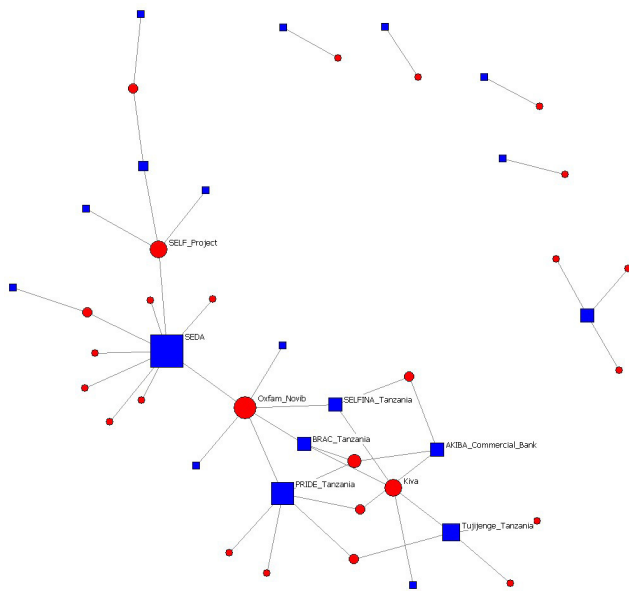 SELF_Project
SEDA
Oxfam_Novib
SELFINA_Tanzania
BRAC_Tanzania
AKIBA_Commercial_Bank
PRIDE_Tanzania
Kiva
Tujijenge_Tanzania